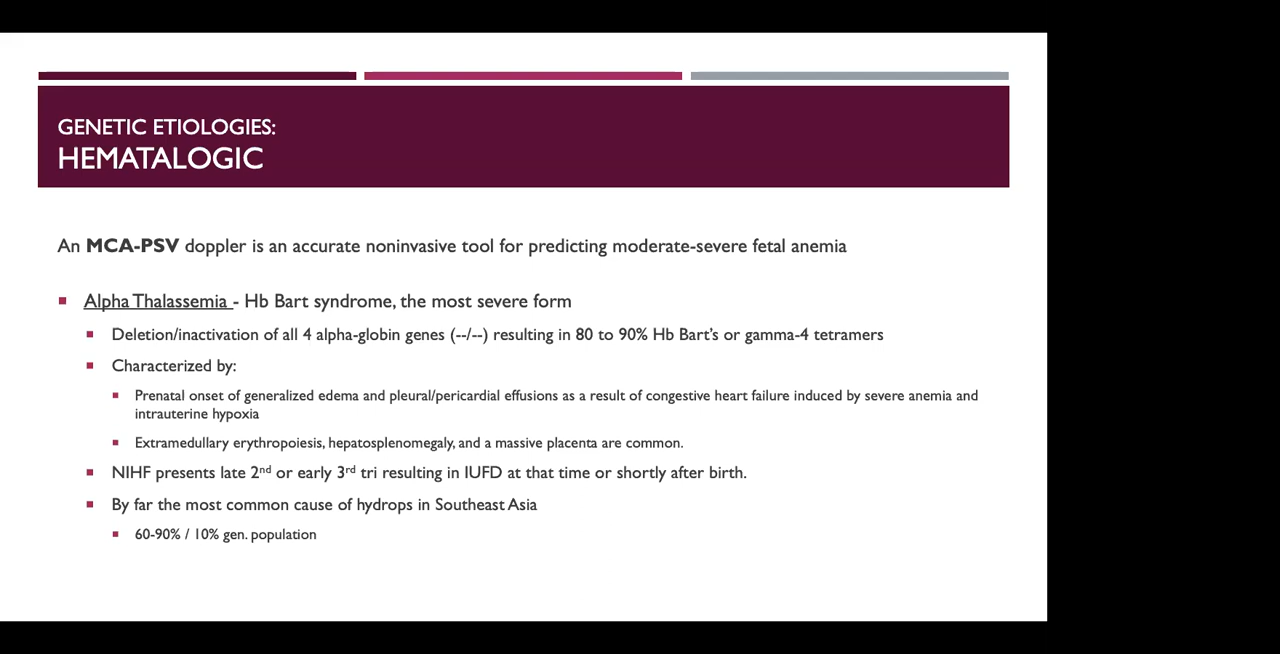 GENETIC ETIOLOGIES:
HEMATALOGIC
An MCA-PSV doppler is an accurate noninvasive tool for predicting moderate-severe fetal anemia
Alpha Thalassemia - Hb Bart syndrome, the most severe form
Deletion/inactivation of all 4 alpha-globin genes (--/--) resulting in 80 to 90% Hb Bart's or gamma-4 tetramers
Characterized by:
Prenatal onset of generalized edema and pleural/pericardial effusions as a result of congestive heart failure induced by severe anemia and
intrauterine hypoxia
Extramedullary erythropoiesis, hepatosplenomegaly, and a massive placenta are common.
NIHF presents late 2nd or early 3rd tri resulting in IUFD at that time or shortly after birth.
By far the most common cause of hydrops in Southeast Asia
60-90% / 10% gen. population